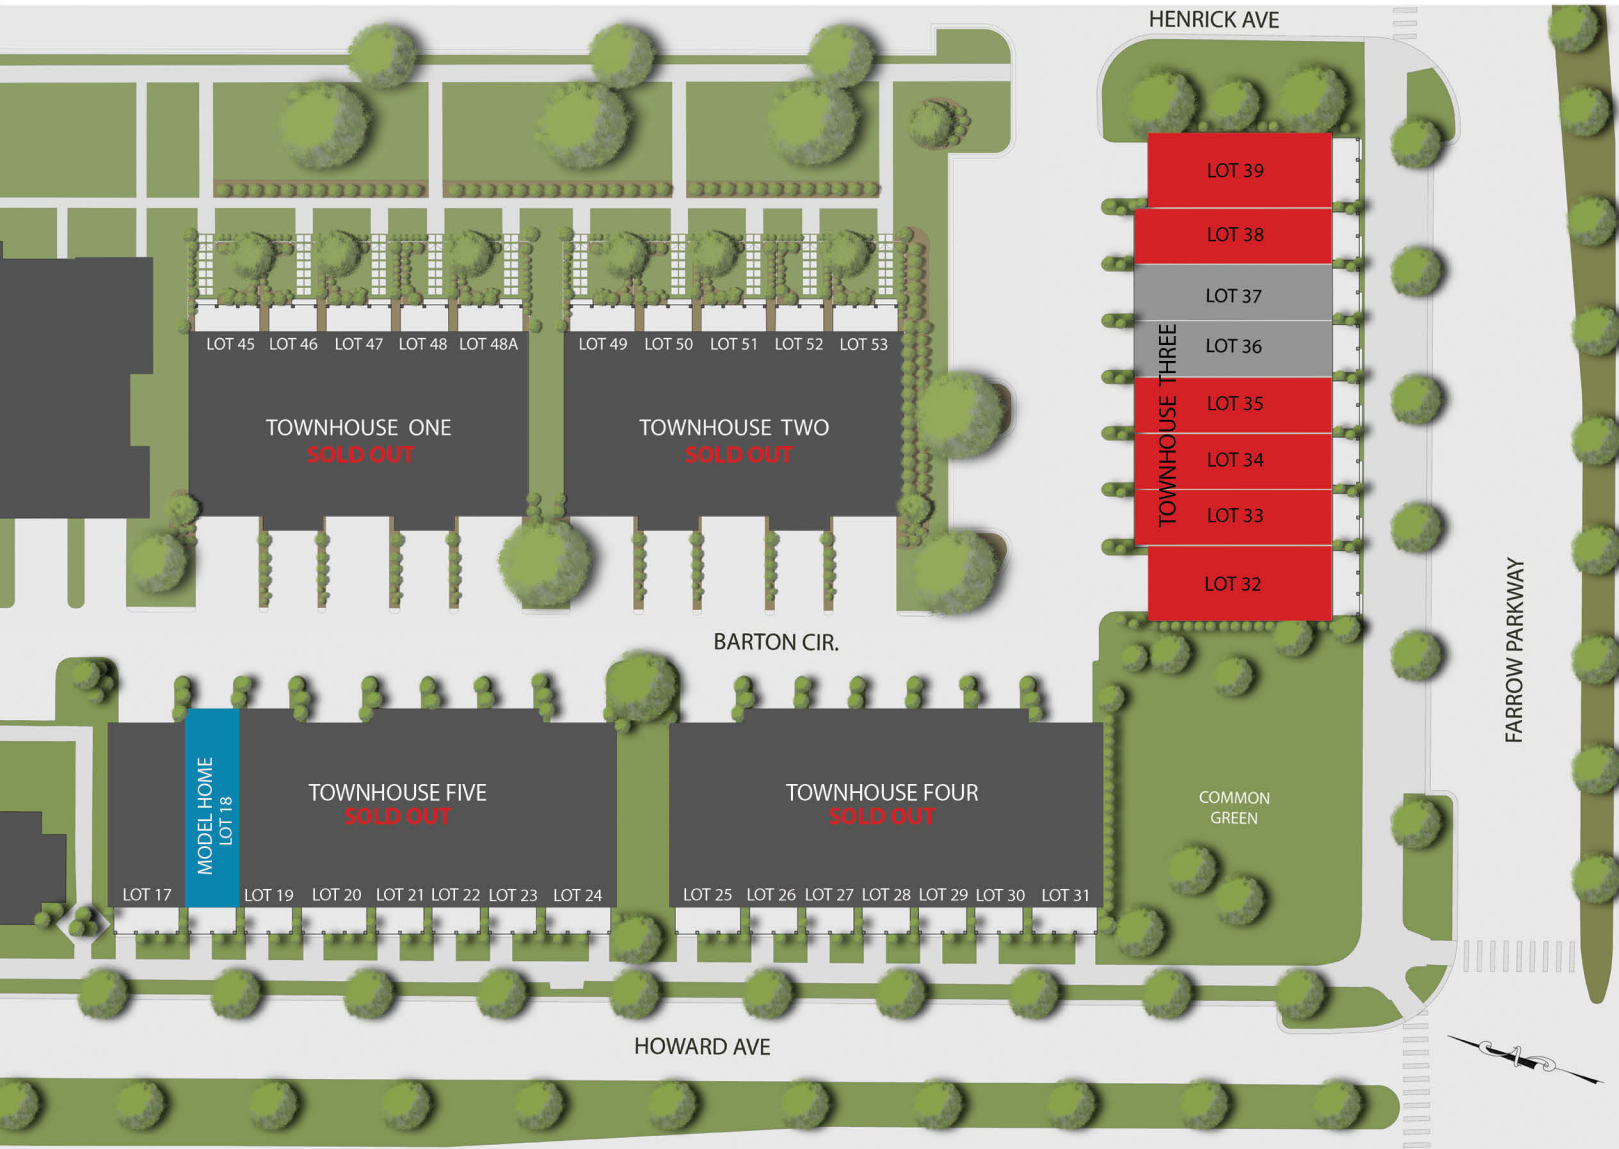 HENRICK AVE
LOT 39
LOT 38
LOT 37
LOT 36
LOT 35
LOT 34
LOT 33
LOT 32
TOWNHOUSE THREE
LOT 45 LOT 46 LOT 47 LOT 48 LOT 48A
TOWNHOUSE ONE
SOLD OUT
LOT 49 LOT 50 LOT 51 LOT 52 LOT 53
TOWNHOUSE TWO
SOLD OUT
BARTON CIR.
FARROW PARKWAY
MODEL HOME
LOT 18
TOWNHOUSE FIVE
SOLD OUT
LOT 17 LOT 19 LOT 20 LOT 21 LOT 22 LOT 23 LOT 24
TOWNHOUSE FOUR
SOLD OUT
LOT 25 LOT 26 LOT 27 LOT 28 LOT 29 LOT 30 LOT 31
COMMON
GREEN
HOWARD AVE